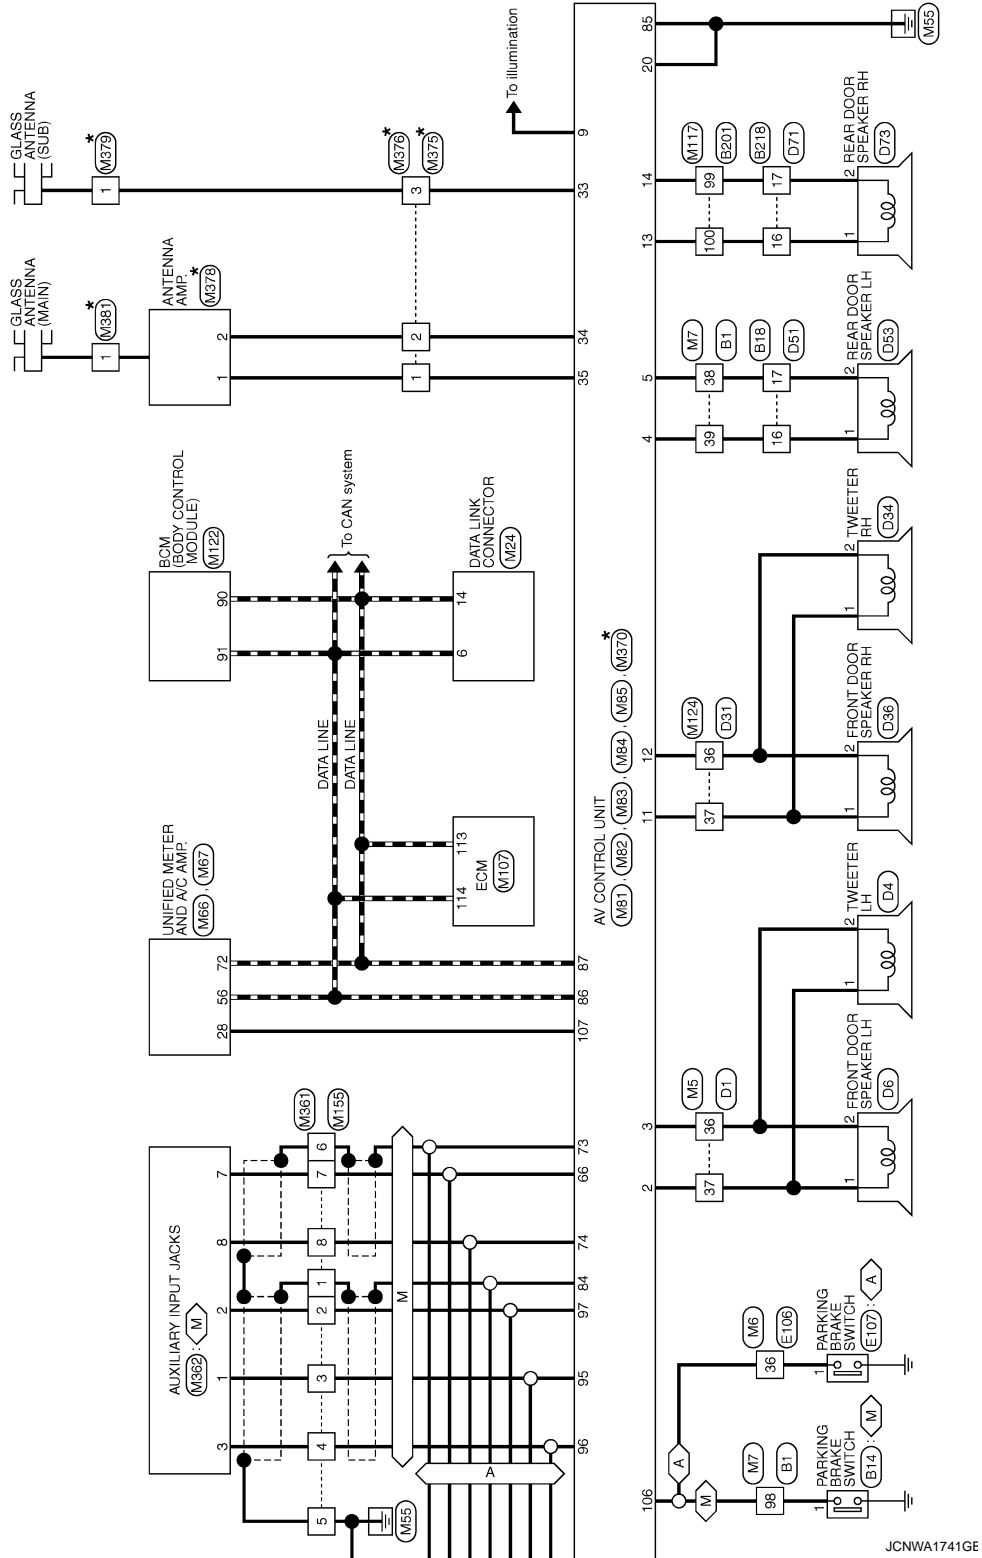 GLASS
ANTENNA
(SUB)
*
M379
1
*
M376
*
M375
3
33
To illumination
9
GLASS
ANTENNA
(MAIN)
*
M381
1
ANTENNA
AMP.
*
M378
2
1
2
1
34
35
BCM
(BODY CONTROL
MODULE)
M122
90
91
To CAN system
DATA LINK
CONNECTOR
M24
14
6
DATA LINE
DATA LINE
UNIFIED METER
AND A/C AMP.
M66 , M67
72
56
28
ECM
M107
113
114
87
86
107
AUXILIARY INPUT JACKS
M362 : M
7
8
2
1
3
M361
M155
6
7
8
1
2
3
4
5
M
A
M55
73
66
74
84
97
95
96
AV CONTROL UNIT
M81 , M82 , M83 , M84 , M85 , M370
*
85
20
M55
14
13
M117
B201
B218
D71
99
100
17
16
REAR DOOR
SPEAKER RH
D73
2
1
5
4
M7
B1
B18
D51
38
39
17
16
REAR DOOR
SPEAKER LH
D53
2
1
TWEETER
RH
D34
2
1
12
11
M124
D31
36
37
FRONT DOOR
SPEAKER RH
D36
2
1
TWEETER
LH
D4
2
1
3
2
M5
D1
36
37
FRONT DOOR
SPEAKER LH
D6
2
1
106
A
M
M6
E106
36
PARKING
BRAKE
SWITCH
E107 : A
1
M7
B1
98
PARKING
BRAKE
SWITCH
B14 : M
1
JCNWA1741GE